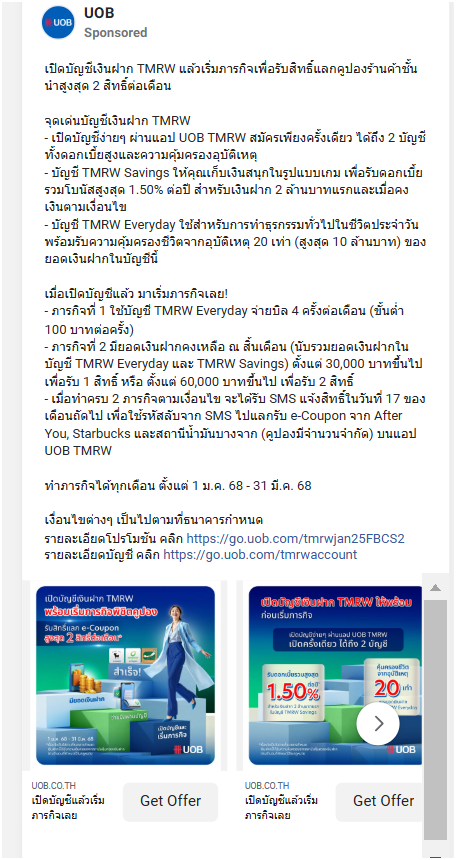 UOB
UOB
Sponsored
เปิดบัญชีเงินฝาก TMRW แล้วเริ่มภารกิจเพื่อรับสิทธิ์แลกคูปองร้านค้าชั้น
นำสูงสุด 2 สิทธิ์ต่อเดือน
จุดเด่นบัญชีเงินฝาก TMRW
- เปิดบัญชีง่ายๆ ผ่านแอป UOB TMRW สมัครเพียงครั้งเดียว ได้ถึง 2 บัญชี
ทั้งดอกเบี้ยสูงและความคุ้มครองอุบัติเหตุ
- บัญชี TMRW Savings ให้คุณเก็บเงินสนุกในรูปแบบเกม เพื่อรับดอกเบี้ย
รวมโบนัสสูงสุด 1.50% ต่อปี สำหรับเงินฝาก 2 ล้านบาทแรกและเมื่อคง
เงินตามเงื่อนไข
- บัญชี TMRW Everyday ใช้สำหรับการทำธุรกรรมทั่วไปในชีวิตประจำวัน
พร้อมรับความคุ้มครองชีวิตจากอุบัติเหตุ 20 เท่า (สูงสุด 10 ล้านบาท) ของ
ยอดเงินฝากในบัญชีนี้
เมื่อเปิดบัญชีแล้ว มาเริ่มภารกิจเลย!
- ภารกิจที่ 1 ใช้บัญชี TMRW Everyday จ่ายบิล 4 ครั้งต่อเดือน (ขั้นต่ำ
100 บาทต่อครั้ง)
- ภารกิจที่ 2 มียอดเงินฝากคงเหลือ ณ สิ้นเดือน (นับรวมยอดเงินฝากใน
บัญชี TMRW Everyday และ TMRW Savings) ตั้งแต่ 30,000 บาทขึ้นไป
เพื่อรับ 1 สิทธิ์ หรือ ตั้งแต่ 60,000 บาทขึ้นไป เพื่อรับ 2 สิทธิ์
- เมื่อทำครบ 2 ภารกิจตามเงื่อนไข จะได้รับ SMS แจ้งสิทธิ์ในวันที่ 17 ของ
เดือนถัดไป เพื่อใช้รหัสลับจาก SMS ไปแลกรับ e-Coupon จาก After
You, Starbucks และสถานีน้ำมันบางจาก (คูปองมีจำนวนจำกัด) บนแอป
UOB TMRW
ทำภารกิจได้ทุกเดือน ตั้งแต่ 1 ม.ค. 68 - 31 มี.ค. 68
เงื่อนไขต่างๆ เป็นไปตามที่ธนาคารกำหนด
รายละเอียดโปรโมชัน คลิก https://go.uob.com/tmrwjan25FBCS2
รายละเอียดบัญชี คลิก https://go.uob.com/tmrwaccount
เปิดบัญชีเงินฝาก TMRW
พร้อมเริ่มภารกิจพิชิตคูปอง
รับสิทธิ์แลก e-Coupon
สูงสุด 2 สิทธิ์ต่อเดือน*
สำเร็จ!
มียอดเงินฝาก
เปิดบัญชีและ
เริ่มภารกิจ
UOB
เปิดบัญชีเงินฝาก TMRW ให้พร้อม
ก่อนเริ่มภารกิจ
เปิดบัญชีง่ายๆ ผ่านแอป UOB TMRW
เปิดครั้งเดียว ได้ถึง 2 บัญชี
รับดอกเบี้ยรวมสูงสุด
1.50% ต่อปี
คุ้มครองชีวิต
จากอุบัติเหตุ
20 เท่า
UOB
UOB.CO.TH
เปิดบัญชีแล้วเริ่ม
ภารกิจเลย
Get Offer
UOB.CO.TH
เปิดบัญชีแล้วเริ่ม
ภารกิจเลย
Get Offer